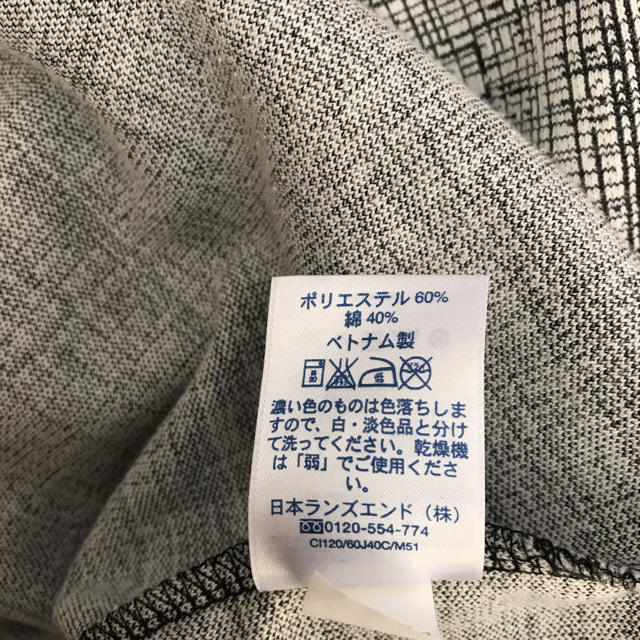 ポリエステル 60%
綿 40%
ベトナム製
濃い色のものは色落ちしま
すので、白・淡色品と分け
て洗ってください。乾燥機
は「弱」でご使用くださ
い。
日本ランズエンド（株）
0120-554-774
CI120/60J40C/M51